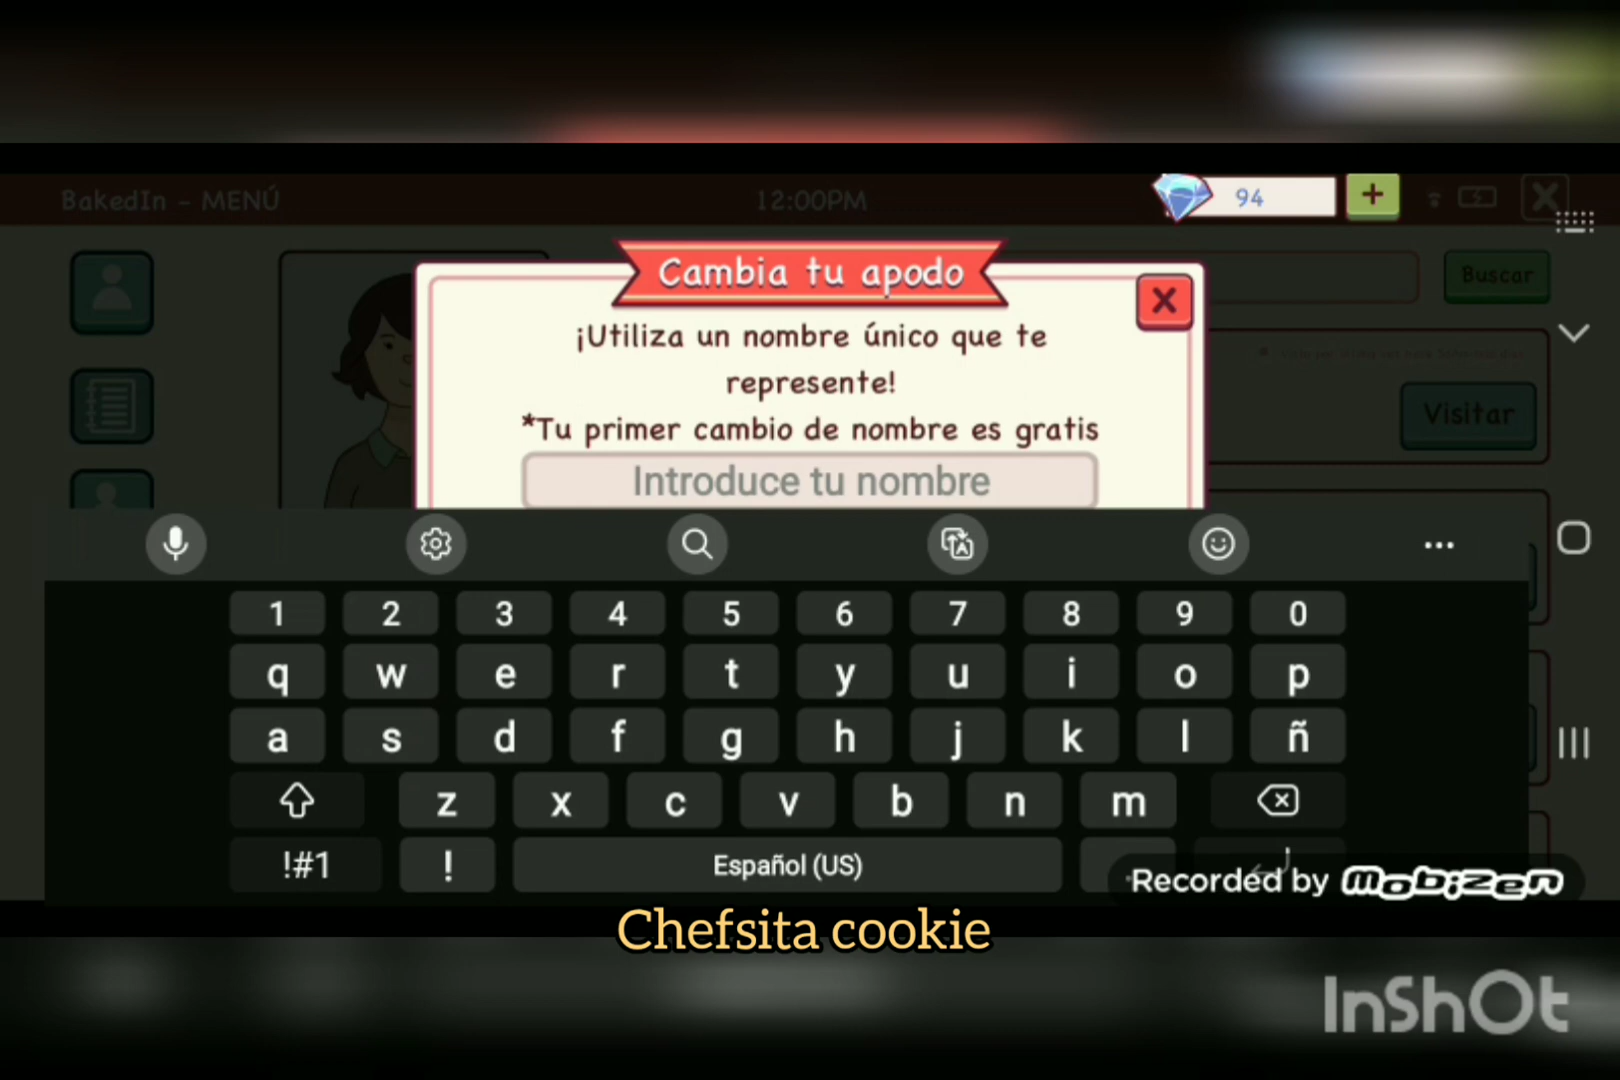 BakedIn - MENÚ
12:00PM
94
+
Cambia tu apodo
X
Buscar
¡Utiliza un nombre único que te
represente!
*Tu primer cambio de nombre es gratis
Visitar
Introduce tu nombre
1 2 3 4 5 6 7 8 9 0
q w e r t y u i o p
a s d f g h j k l ñ
z x c v b n m
!#1 ! Español (US) .
Recorded by Mobizen
Chefsita cookie
InShOt